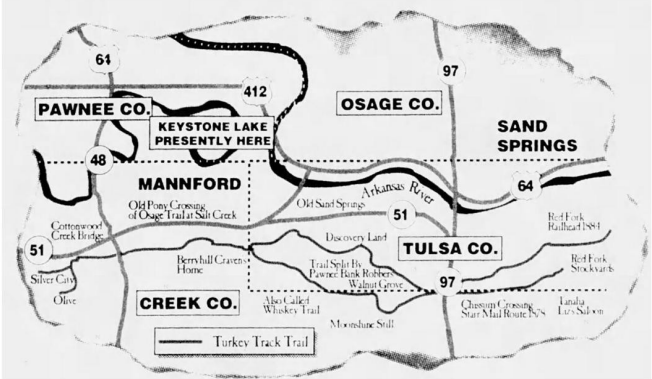 64
97
412
PAWNEE CO.
OSAGE CO.
KEYSTONE LAKE
PRESENTLY HERE
SAND
SPRINGS
48
MANNFORD
64
Arkansas River
Old Pony Crossing
of Osage Trail at Salt Creek
Old Sand Springs
51
Cottonwood
Creek Bridge
Red Fork
Railhead 1884
51
Discovery Land
TULSA CO.
Berryhill Cravens
Home
Trail Split By
Pawnee Bank Robbers
Walnut Grove
Red Fork
Stockyards
Silver City
Olive
97
CREEK CO.
Also Called
Whiskey Trail
Chissum Crossing
Starr Mail Route 1878
Saloon
Moonshine Still
Turkey Track Trail